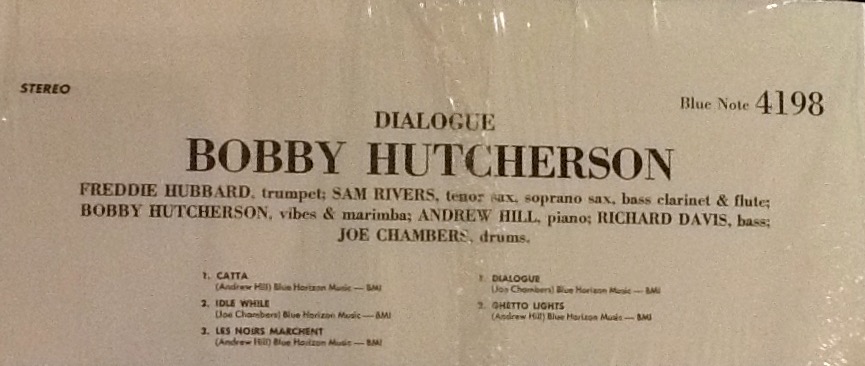 STEREO
Blue Note 4198
DIALOGUE
BOBBY HUTCHERSON
FREDDIE HUBBARD, trumpet; SAM RIVERS, tenor sax, soprano sax, bass clarinet & flute;
BOBBY HUTCHERSON, vibes & marimba; ANDREW HILL, piano; RICHARD DAVIS, bass;
JOE CHAMBERS, drums.
1. CATTA
(Andrew Hill) Blue Horizon Music — BMI
2. IDLE WHILE
(Joe Chambers) Blue Horizon Music — BMI
3. LES NOIRS MARCHENT
(Andrew Hill) Blue Horizon Music — BMI
1. DIALOGUE
(Joe Chambers) Blue Horizon Music — BMI
2. GHETTO LIGHTS
(Andrew Hill) Blue Horizon Music — BMI